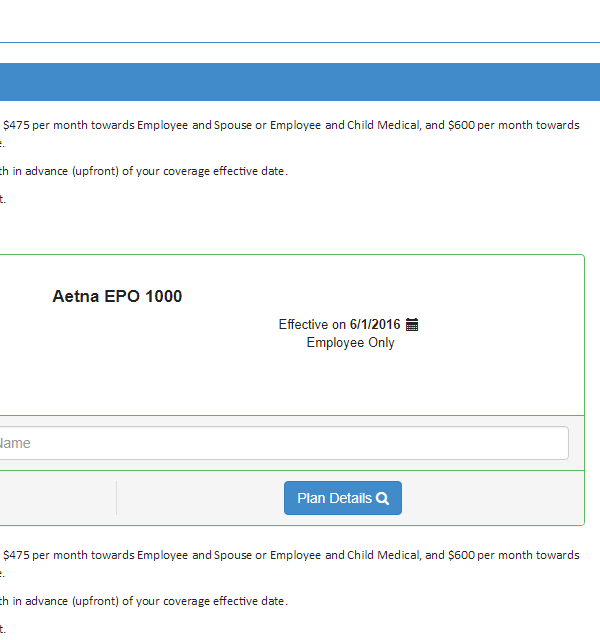 $475 per month towards Employee and Spouse or Employee and Child Medical, and $600 per month towards
in advance (upfront) of your coverage effective date.
Aetna EPO 1000
Effective on 6/1/2016
Employee Only
Name
Plan Details
$475 per month towards Employee and Spouse or Employee and Child Medical, and $600 per month towards
in advance (upfront) of your coverage effective date.